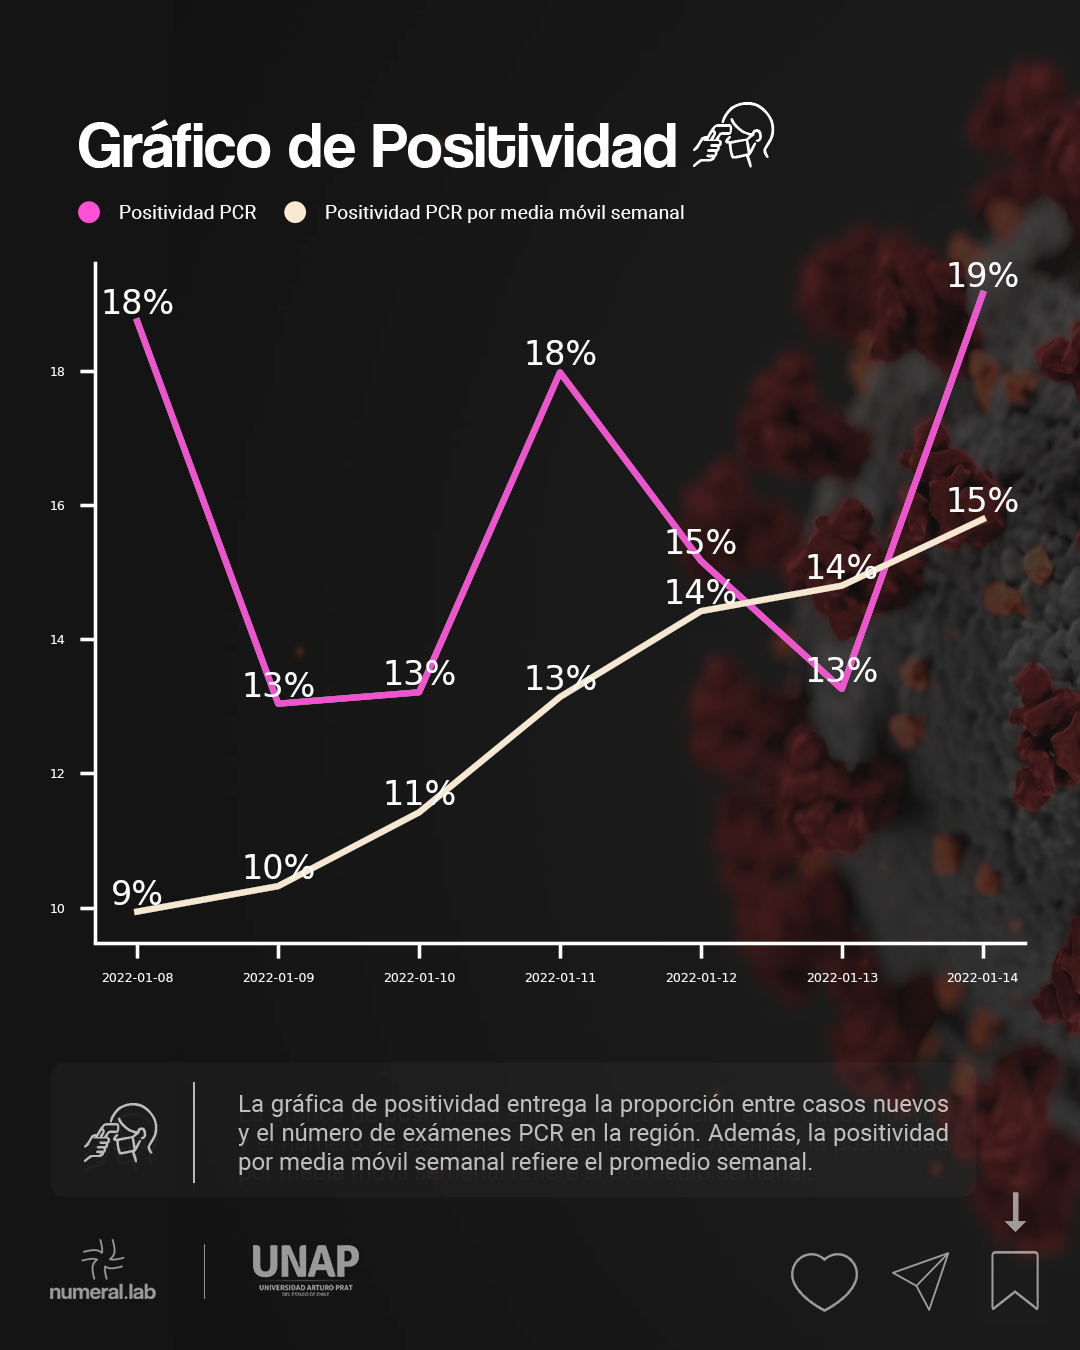 Gráfico de Positividad
Positividad PCR
Positividad PCR por media móvil semanal
18%
19%
18%
18
16
15%
15%
14%
14%
14
13%
13%
13%
13%
12
11%
10%
9%
10
2022-01-08
2022-01-09
2022-01-10
2022-01-11
2022-01-12
2022-01-13
2022-01-14
La gráfica de positividad entrega la proporción entre casos nuevos
y el número de exámenes PCR en la región. Además, la positividad
por media móvil semanal refiere el promedio semanal.
numeral.lab
UNAP
UNIVERSIDAD ARTURO PRAT
DEL ESTADO DE CHILE